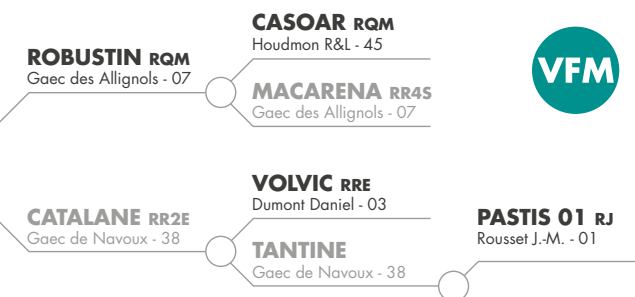 CASOAR RQM
Houdmon R&L - 45
ROBUSTIN RQM
Gaec des Allignols - 07
MACARENA RR4S
Gaec des Allignols - 07
VFM
VOLVIC RRE
Dumont Daniel - 03
CATALANE RR2E
Gaec de Navoux - 38
TANTINE
Gaec de Navoux - 38
PASTIS 01 RJ
Rousset J.-M. - 01